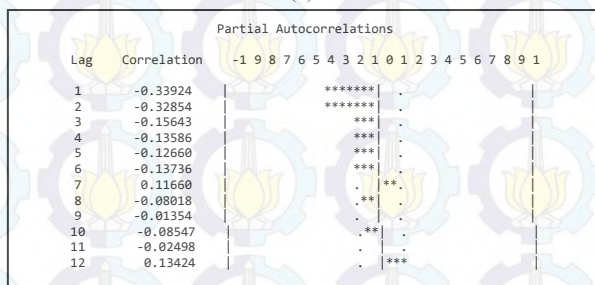 Partial Autocorrelations
Lag Correlation -1 9 8 7 6 5 4 3 2 1 0 1 2 3 4 5 6 7 8 9 1
1 -0.33924 | *******| . |
2 -0.32854 | *******| . |
3 -0.15643 | ***| . |
4 -0.13586 | ***| . |
5 -0.12660 | ***| . |
6 -0.13736 | ***| . |
7 0.11660 | . |**. |
8 -0.08018 | .**| . |
9 -0.01354 | . | . |
10 -0.08547 | .**| . |
11 -0.02498 | . | . |
12 0.13424 | . |*** |